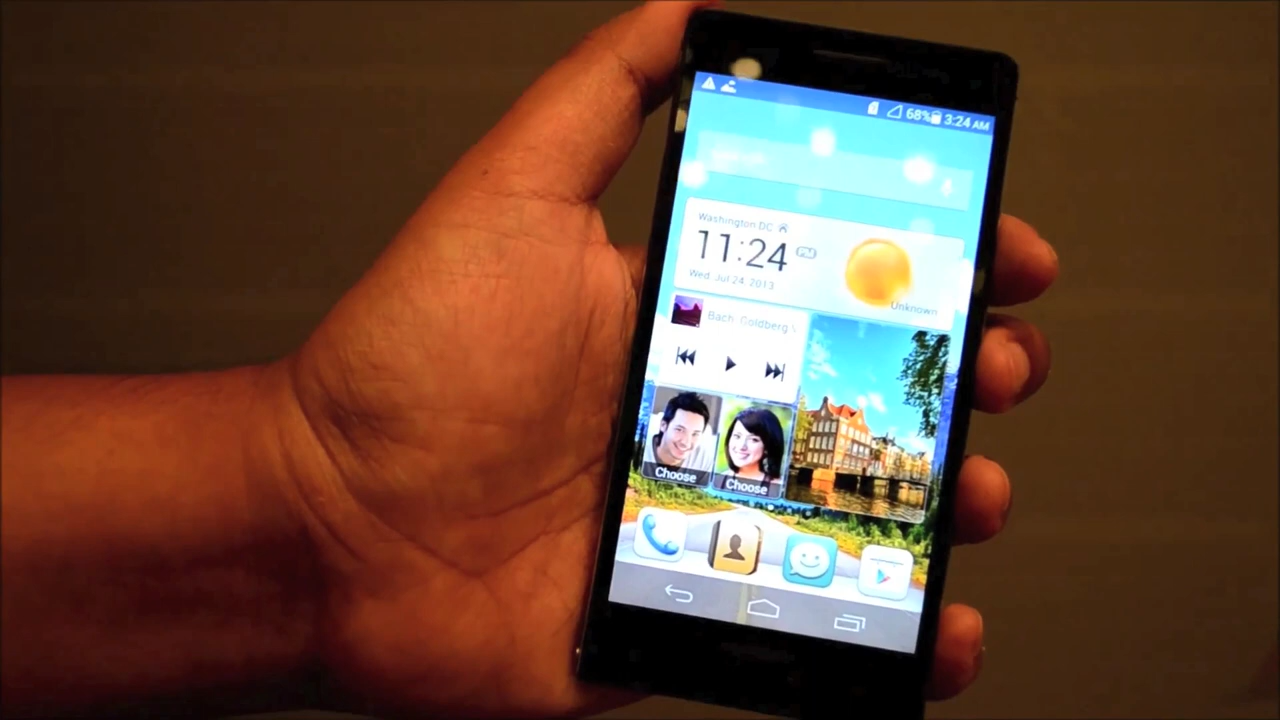 68% 3:24 AM
Washington DC
11:24 PM
Wed, Jul 24, 2013
Unknown
Bach: Goldberg
Choose
Choose